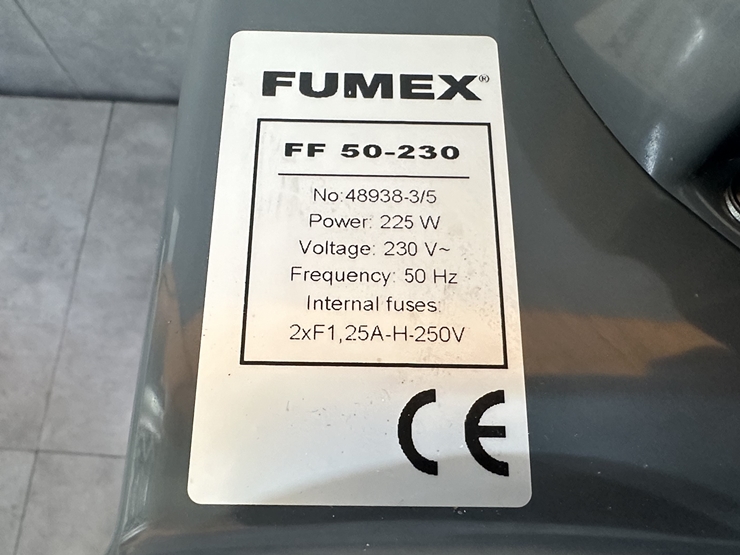 FUMEX®
FF 50-230
No:48938-3/5
Power: 225 W
Voltage: 230 V~
Frequency: 50 Hz
Internal fuses:
2xF1,25A-H-250V
CE